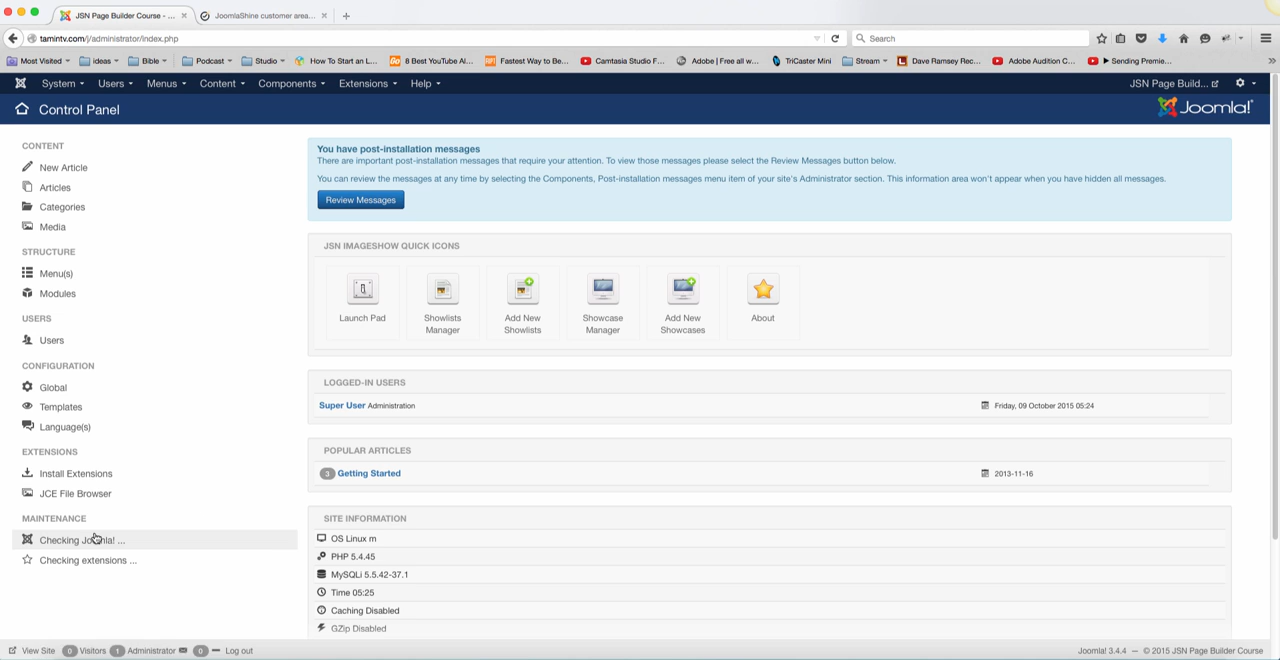 JSN Page Builder Course - ...
JoomlaShine customer area...
tamintv.com/j/administrator/index.php
Search
Most Visited
ideas
Bible
Podcast
Studio
How To Start an L...
8 Best YouTube Al...
Fastest Way to Be...
Camtasia Studio F...
Adobe | Free all w...
TriCaster Mini
Stream
Dave Ramsey Rec...
Adobe Audition C...
Sending Premie...
System
Users
Menus
Content
Components
Extensions
Help
JSN Page Build...
Control Panel
Joomla!
CONTENT
New Article
Articles
Categories
Media
STRUCTURE
Menu(s)
Modules
USERS
Users
CONFIGURATION
Global
Templates
Language(s)
EXTENSIONS
Install Extensions
JCE File Browser
MAINTENANCE
Checking Joomla! ...
Checking extensions ...
You have post-installation messages
There are important post-installation messages that require your attention. To view those messages please select the Review Messages button below.
You can review the messages at any time by selecting the Components, Post-installation messages menu item of your site's Administrator section. This information area won't appear when you have hidden all messages.
Review Messages
JSN IMAGESHOW QUICK ICONS
Launch Pad
Showlists
Manager
Add New
Showlists
Showcase
Manager
Add New
Showcases
About
LOGGED-IN USERS
Super User Administration
Friday, 09 October 2015 05:24
POPULAR ARTICLES
3 Getting Started
2013-11-16
SITE INFORMATION
OS Linux m
PHP 5.4.45
MySQLi 5.5.42-37.1
Time 05:25
Caching Disabled
GZip Disabled
View Site
0 Visitors
1 Administrator
0
Log out
Joomla! 3.4.4 — © 2015 JSN Page Builder Course